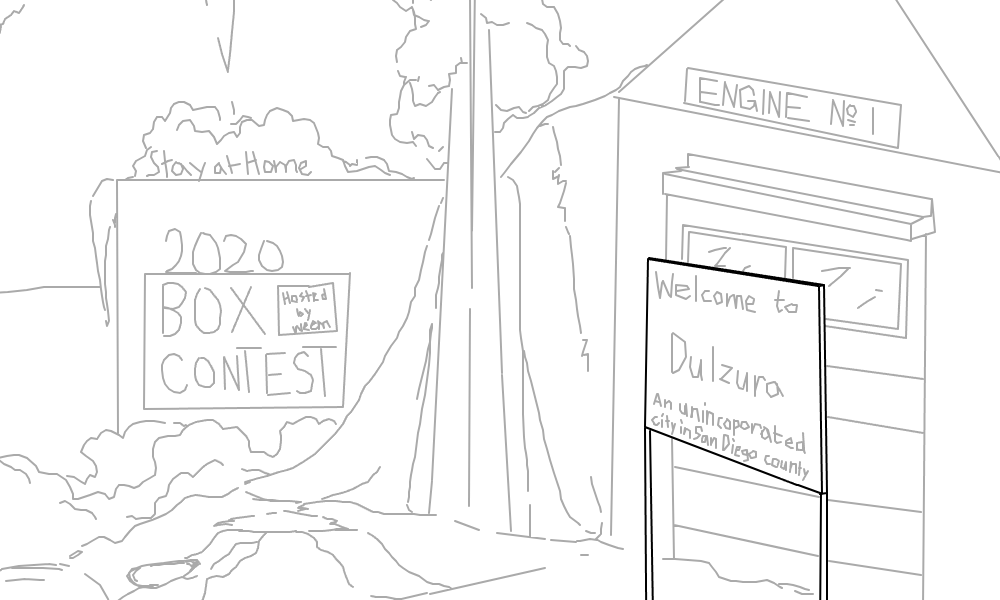 ENGINE Nº 1
Stay at Home
2020
BOX
CONTEST
Hosted
by
weem
Welcome to
Dulzura
An unincoporated
city in San Diego county